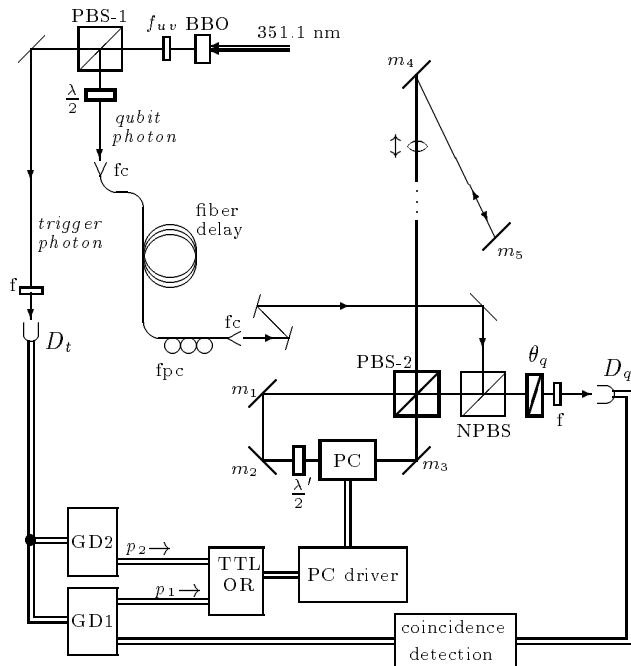 PBS-1
f_uv
BBO
351.1 nm
λ/2
qubit
photon
fc
fiber
delay
trigger
photon
f
D_t
fc
fpc
m_4
m_5
PBS-2
NPBS
θ_q
f
D_q
m_1
m_2
λ/2 ′
PC
m_3
GD2
p_2→
TTL
OR
PC driver
p_1→
GD1
coincidence
detection